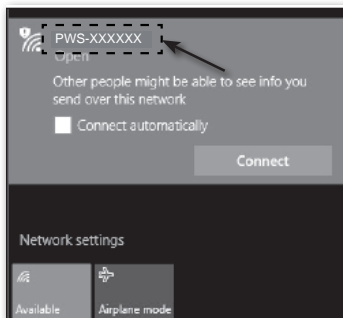 PWS-XXXXXX
Open
Other people might be able to see info you
send over this network
Connect automatically
Connect
Network settings
Available
Airplane mode